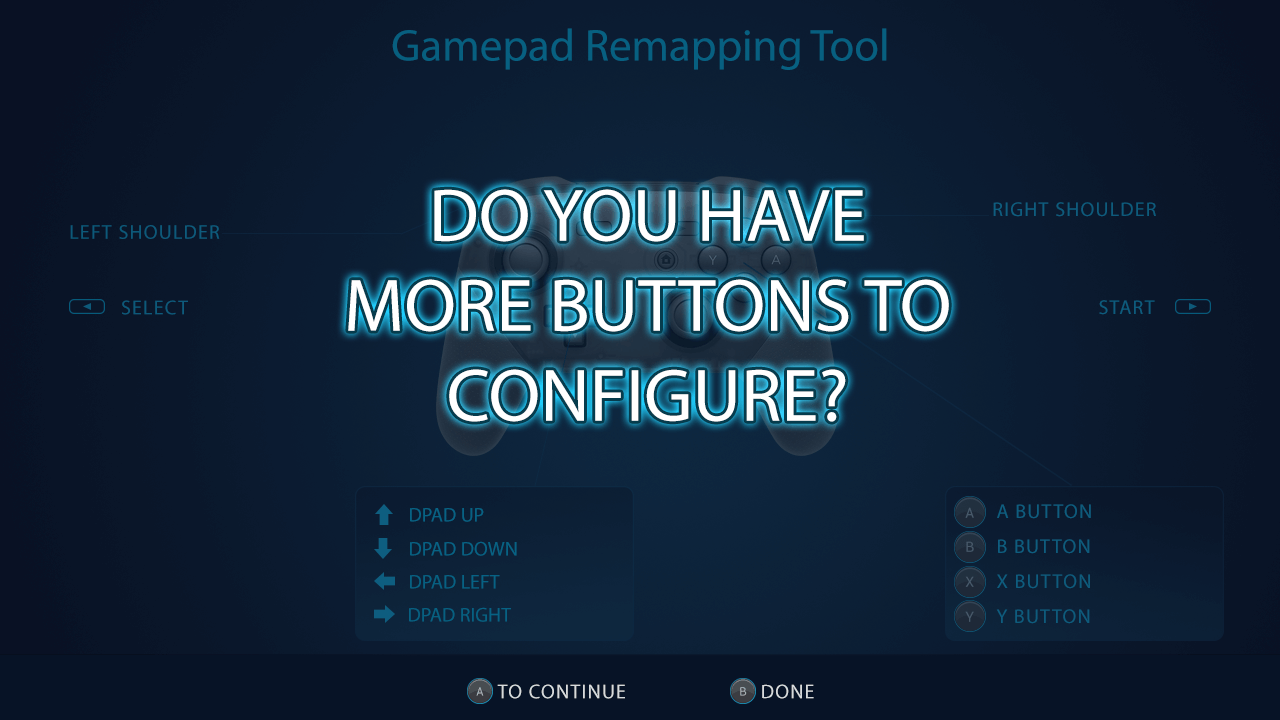 Gamepad Remapping Tool
DO YOU HAVE
MORE BUTTONS TO
CONFIGURE?
LEFT SHOULDER
RIGHT SHOULDER
Y A
SELECT
START
DPAD UP
DPAD DOWN
DPAD LEFT
DPAD RIGHT
A A BUTTON
B B BUTTON
X X BUTTON
Y Y BUTTON
A TO CONTINUE
B DONE